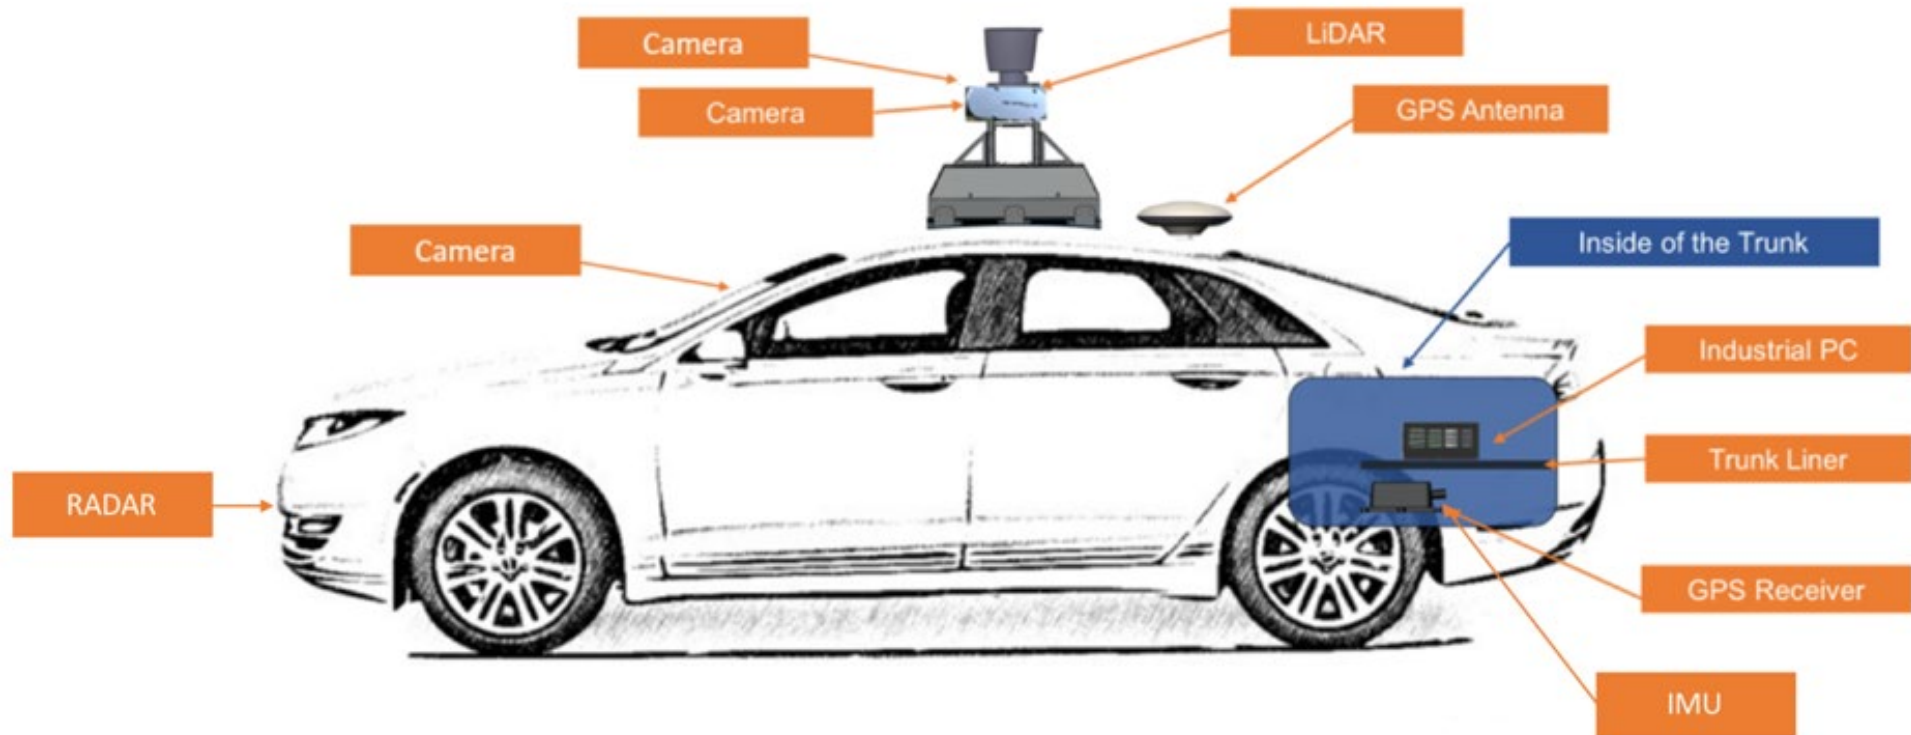 Camera
LiDAR
Camera
GPS Antenna
Camera
Inside of the Trunk
Industrial PC
Trunk Liner
RADAR
GPS Receiver
IMU